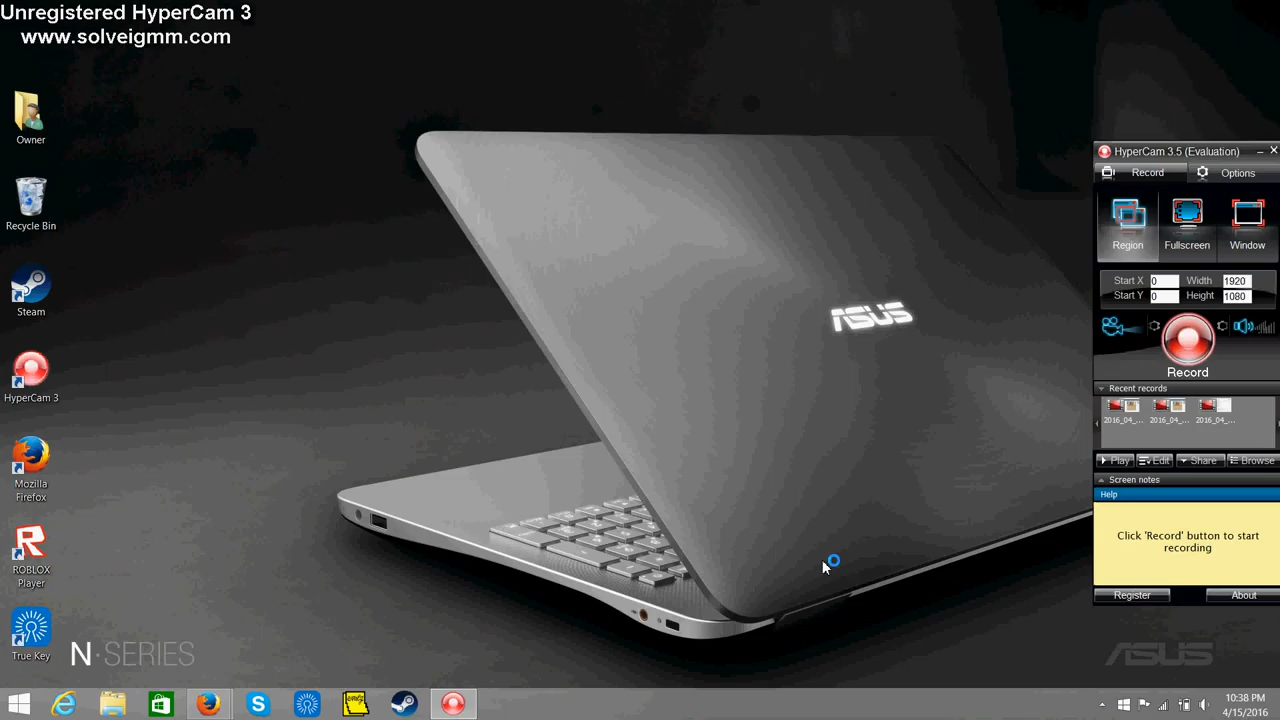 Unregistered HyperCam 3
www.solveigmm.com
Owner
Recycle Bin
Steam
HyperCam 3
Mozilla
Firefox
ROBLOX
Player
True Key
N·SERIES
ASUS
ASUS
HyperCam 3.5 (Evaluation)
Record
Options
Region
Fullscreen
Window
Start X 0 Width 1920
Start Y 0 Height 1080
Record
Recent records
2016_04_... 2016_04_... 2016_04_...
Play Edit Share Browse
Screen notes
Help
Click 'Record' button to start
recording
Register
About
10:38 PM
4/15/2016